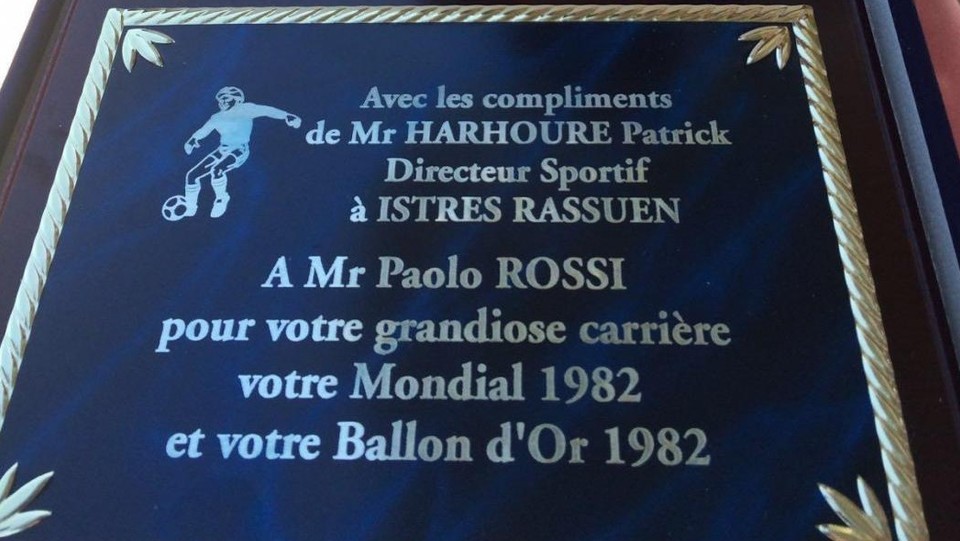 Avec les compliments
de Mr HARHOURE Patrick
Directeur Sportif
à ISTRES RASSUEN
A Mr Paolo ROSSI
pour votre grandiose carrière
votre Mondial 1982
et votre Ballon d'Or 1982